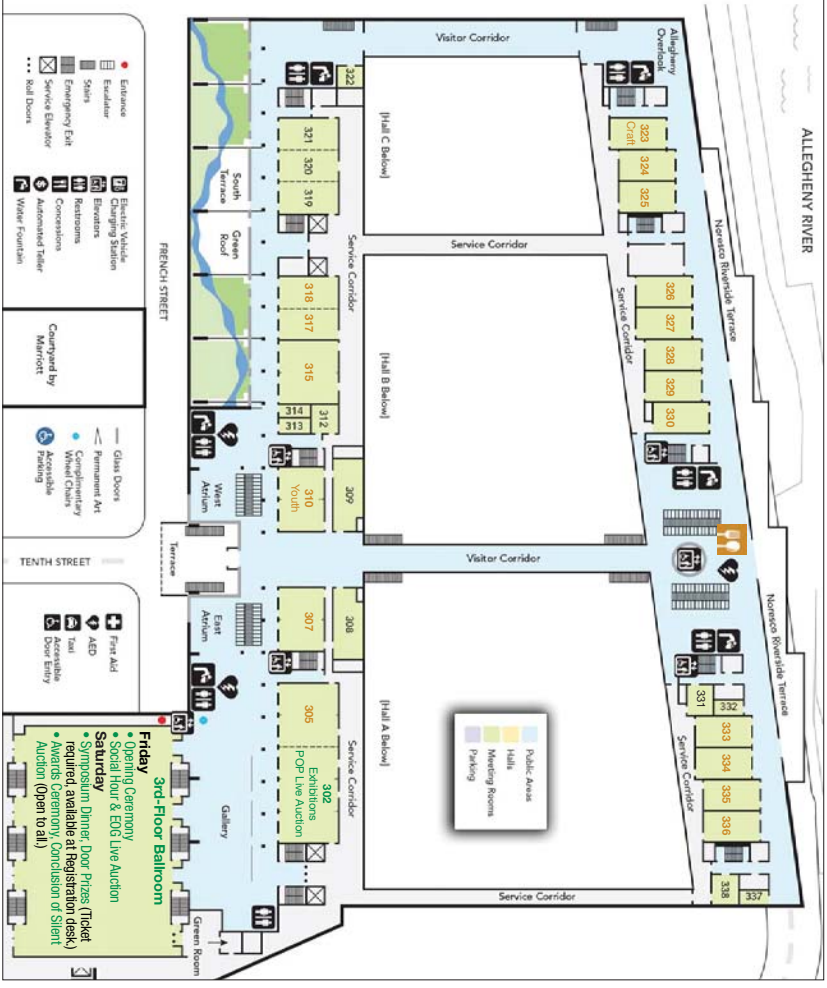 ALLEGHENY RIVER
Allegheny
Overlook
Visitor Corridor
Noresco Riverside Terrace
Noresco Riverside Terrace
323
Craft
324
325
326
327
328
329
330
331
332
333
334
335
336
337
338
Service Corridor
Service Corridor
Service Corridor
Service Corridor
Visitor Corridor
[Hall C Below]
[Hall B Below]
[Hall A Below]
Public Areas
Halls
Meeting Rooms
Parking
Service Corridor
Service Corridor
322
321
320
319
318
317
315
314
313
312
310
Youth
309
308
307
305
302
Exhibitions
POP Live Auction
South
Terrace
Green
Roof
West
Atrium
East
Atrium
Terrace
Gallery
Green Room
FRENCH STREET
TENTH STREET
3rd-Floor Ballroom
Friday
• Opening Ceremony
• Social Hour & EOG Live Auction
Saturday
• Symposium Dinner, Door Prizes (Ticket
required, available at Registration desk.)
• Awards Ceremony, Conclusion of Silent
Auction (Open to all.)
Entrance
Escalator
Stairs
Emergency Exit
Service Elevator
Roll Doors
Electric Vehicle
Charging Station
Elevators
Restrooms
Concessions
$
Automated Teller
Water Fountain
Courtyard by
Marriott
Glass Doors
Permanent Art
Complimentary
Wheel Chairs
Accessible
Parking
First Aid
AED
Taxi
Accessible
Door Entry